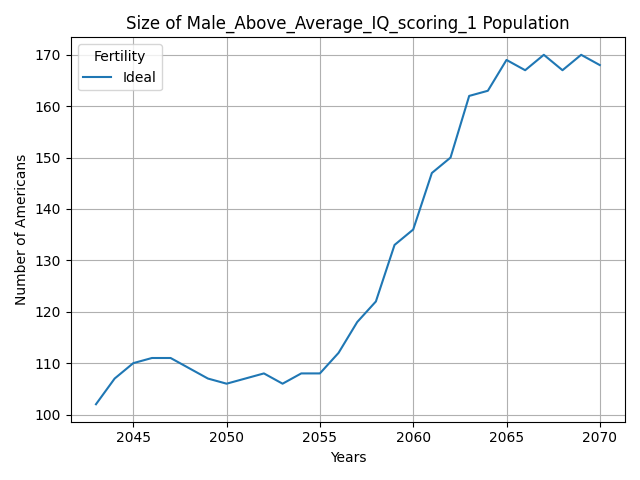 Size of Male_Above_Average_IQ_scoring_1 Population
Fertility
Ideal
Number of Americans
170
160
150
140
130
120
110
100
2045
2050
2055
2060
2065
2070
Years